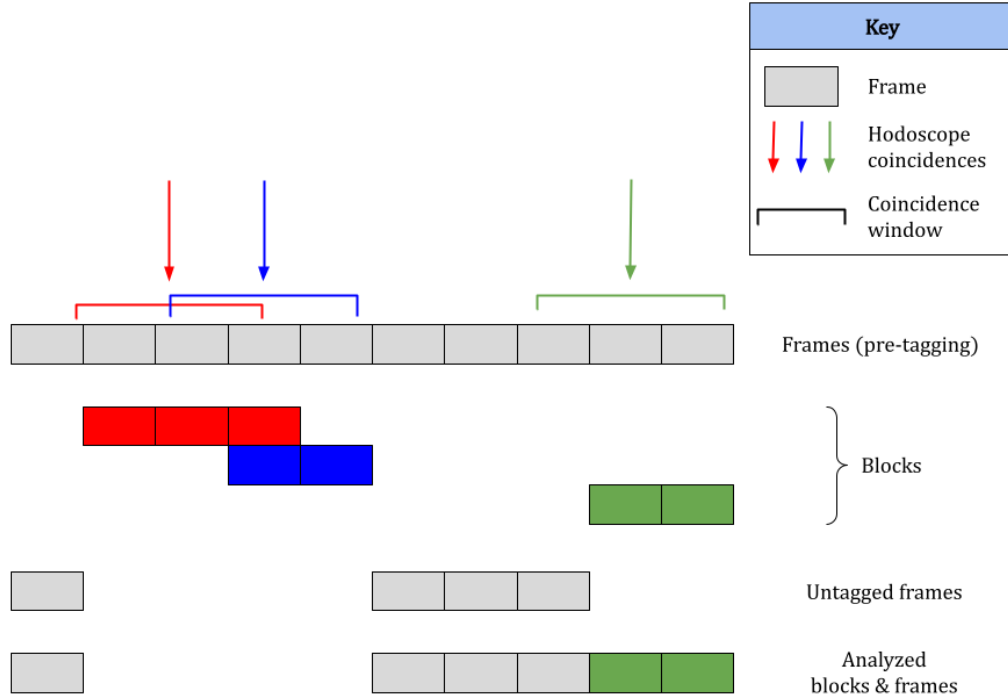 Key
Frame
Hodoscope
coincidences
Coincidence
window
Frames (pre-tagging)
Blocks
Untagged frames
Analyzed
blocks & frames